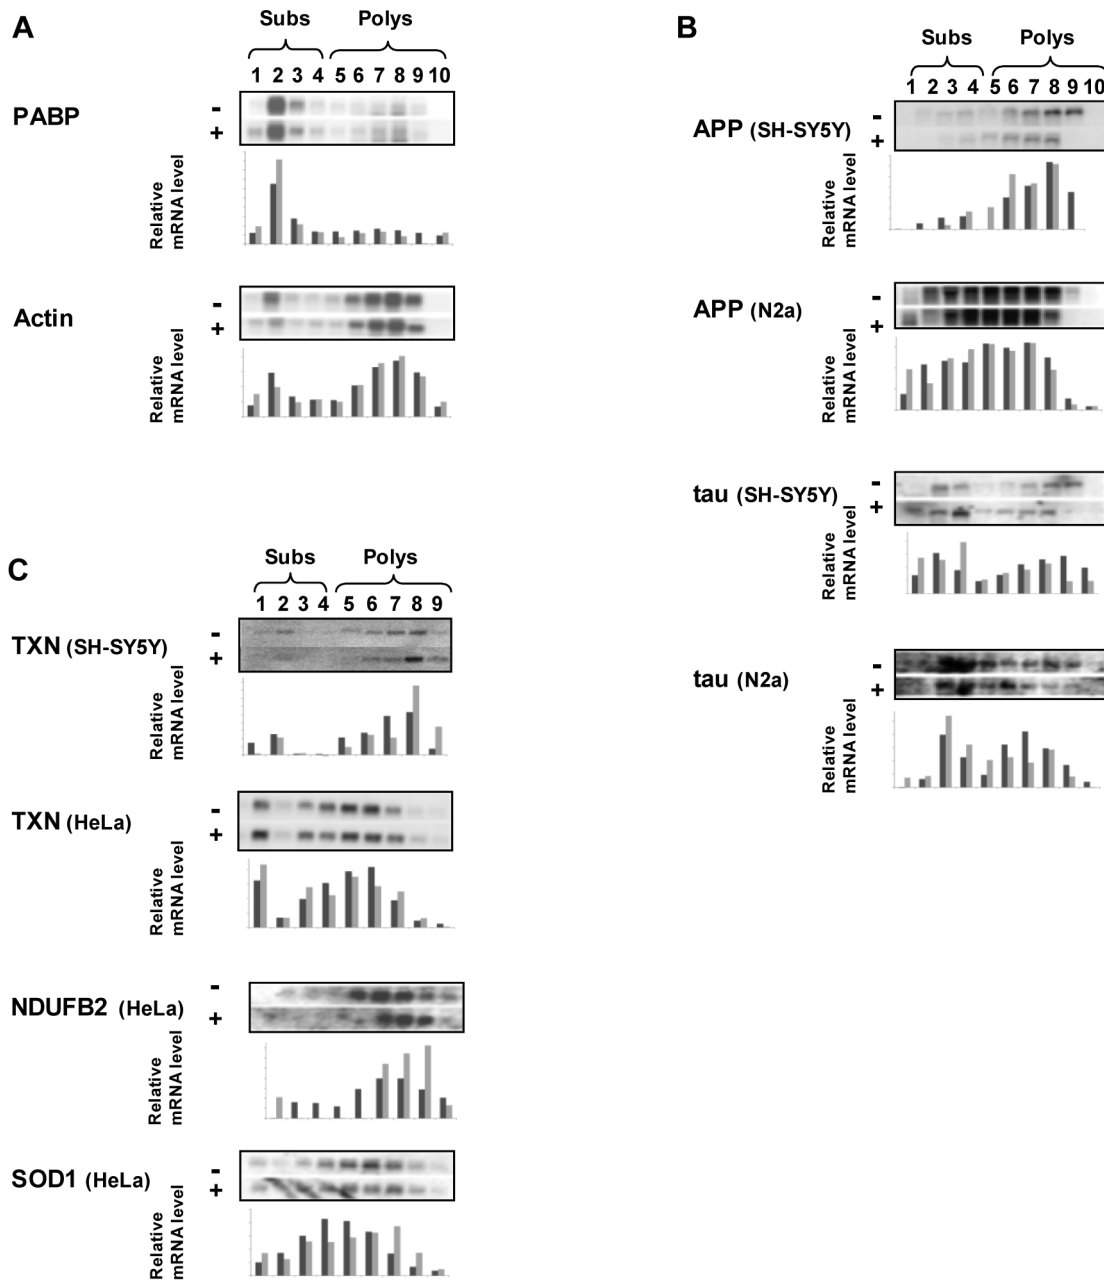 A
Subs Polys
1 2 3 4 5 6 7 8 9 10
PABP
-
+
Relative
mRNA level
Actin
-
+
Relative
mRNA level
B
Subs Polys
1 2 3 4 5 6 7 8 9 10
APP (SH-SY5Y)
-
+
Relative
mRNA level
APP (N2a)
-
+
Relative
mRNA level
tau (SH-SY5Y)
-
+
Relative
mRNA level
tau (N2a)
-
+
Relative
mRNA level
C
Subs Polys
1 2 3 4 5 6 7 8 9
TXN (SH-SY5Y)
-
+
Relative
mRNA level
TXN (HeLa)
-
+
Relative
mRNA level
NDUFB2 (HeLa)
-
+
Relative
mRNA level
SOD1 (HeLa)
-
+
Relative
mRNA level